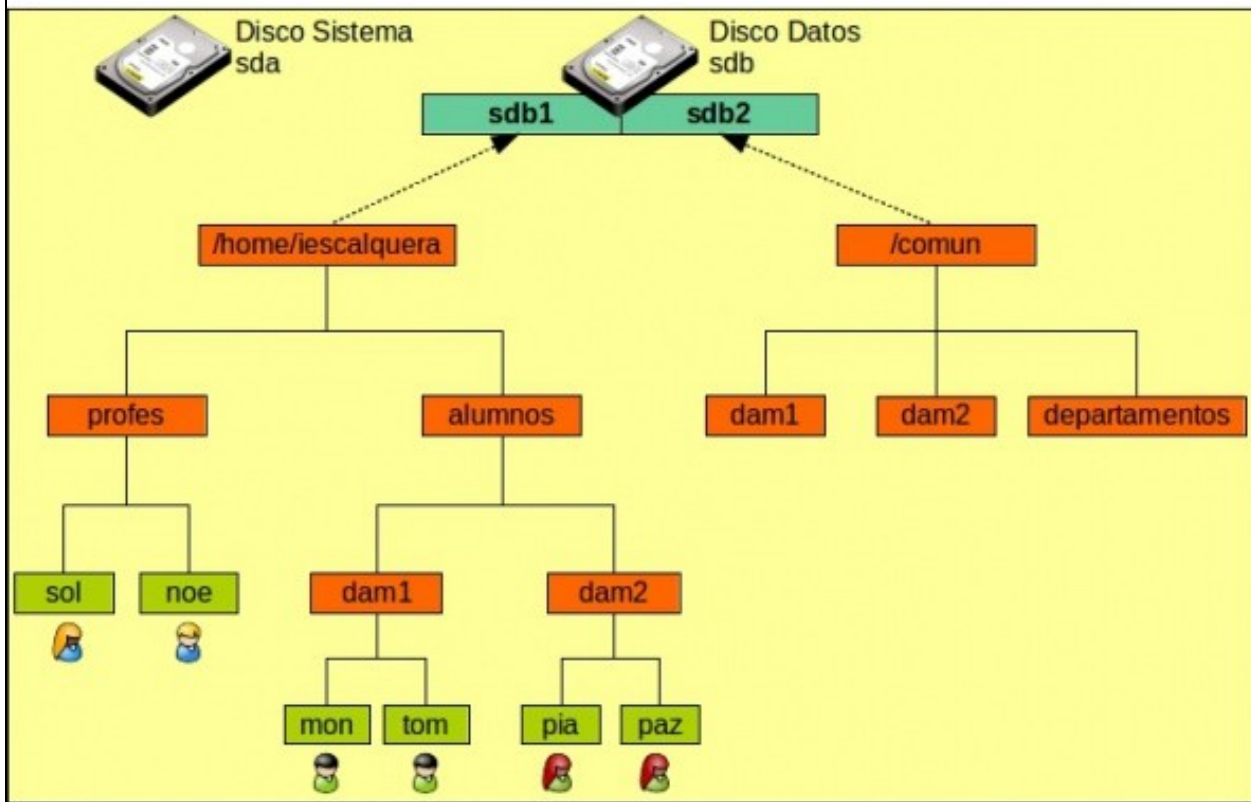 Disco Sistema
sda
Disco Datos
sdb
sdb1
sdb2
/home/iescalquera
/comun
profes
alumnos
dam1
dam2
departamentos
sol
noe
dam1
dam2
mon
tom
pia
paz